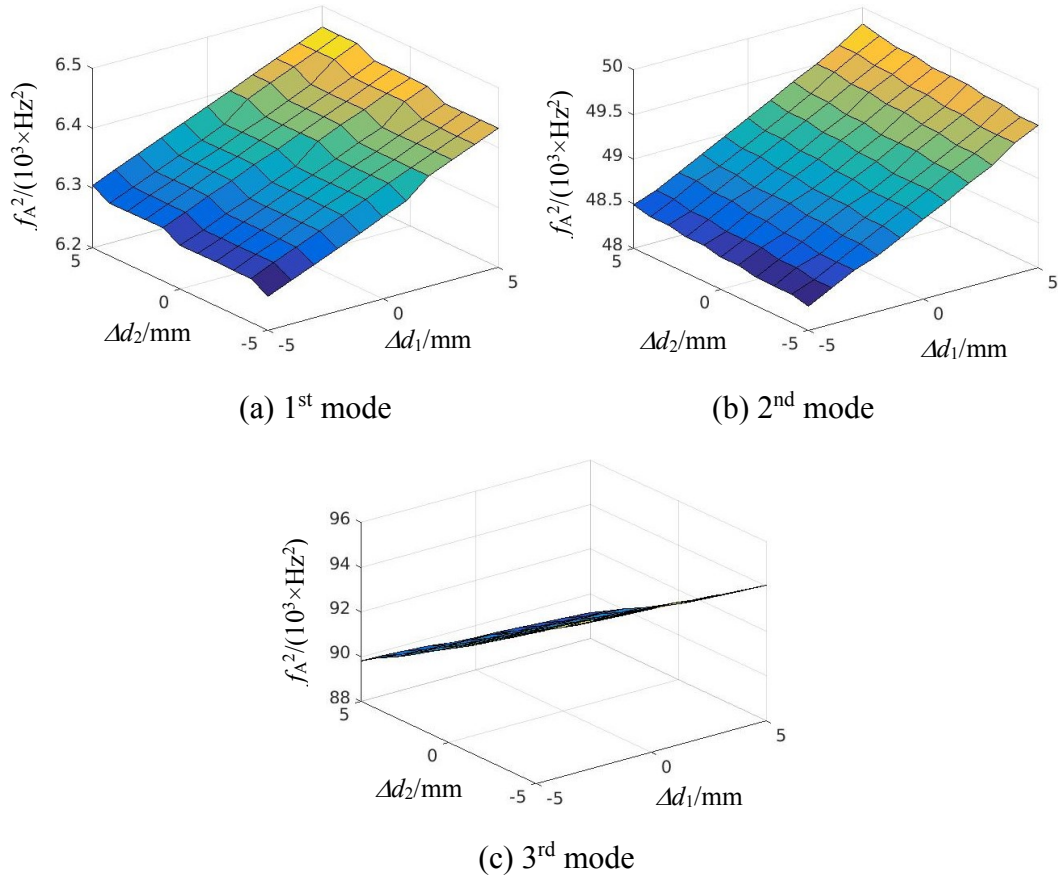 6.5
6.4
6.3
6.2
5
0
-5
-5
0
5
f_A²/(10³×Hz²)
Δd₂/mm
Δd₁/mm
(a) 1ˢᵗ mode
50
49.5
49
48.5
48
5
0
-5
-5
0
5
f_A²/(10³×Hz²)
Δd₂/mm
Δd₁/mm
(b) 2ⁿᵈ mode
96
94
92
90
88
5
0
-5
-5
0
5
f_A²/(10³×Hz²)
Δd₂/mm
Δd₁/mm
(c) 3ʳᵈ mode